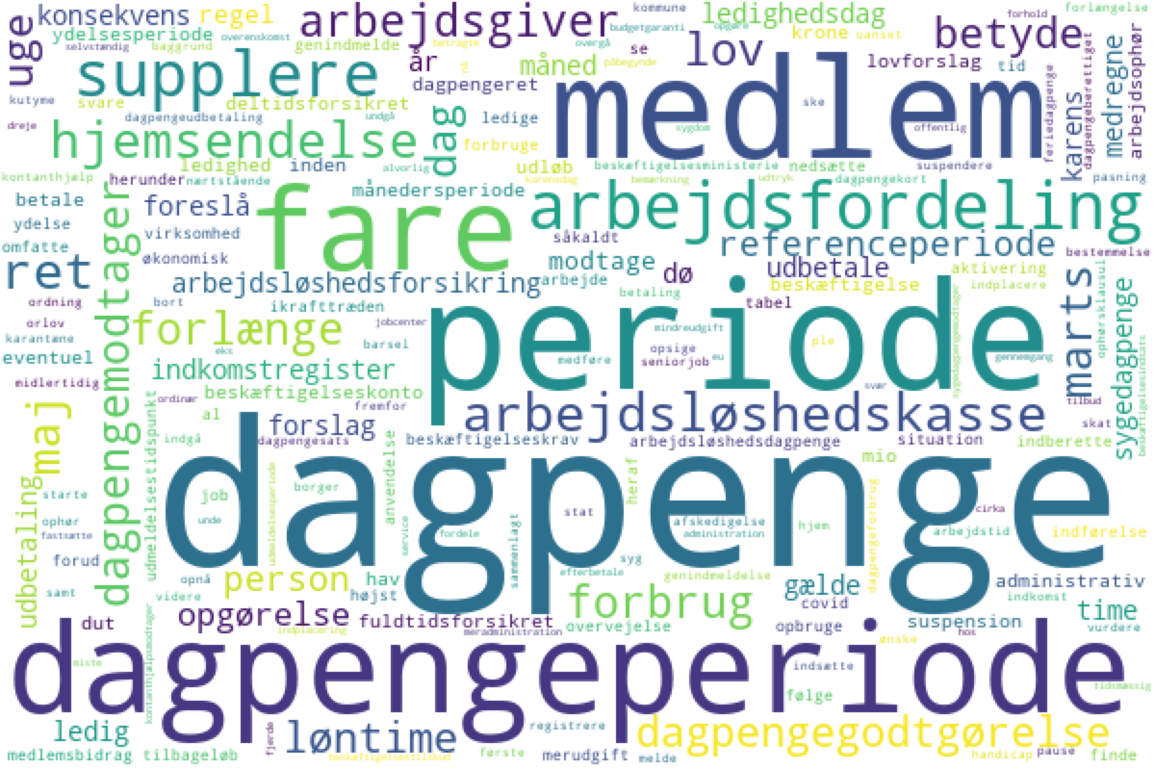 konsekvens
regel
arbejdsgiver
kommune
ledighedsdag
forlængelse
uge
ydelsesperiode
overenskomst
budgetgaranti
opgøre
krone
uanset
betyde
forhold
selvstændig
baggrund
genindmelde
betragte
overgå
se
lov
supplere
år
måned
påbegynde
lovforslag
tid
medlem
dagpengeret
kutyme
svare
deltidsforsikret
undgå
dag
ledige
ske
karens
medregne
arbejdsophør
dagpengeberettiget
feriedagpenge
dreje
dagpengeudbetaling
hjemsendelse
forbruge
sygdom
offentlig
ledighed
alvorlig
inden
udløb
beskæftigelsesministerie
nedsætte
suspendere
kontanthjælp
herunder
nærtstående
månedersperiode
karensdag
bemærkning
udtryk
dagpengekort
pasning
betale
foreslå
fare
arbejdsfordeling
ydelse
virksomhed
såkaldt
referenceperiode
omfatte
økonomisk
modtage
dø
udbetale
aktivering
bestemmelse
ret
arbejdsløshedsforsikring
arbejde
beskæftigelse
indplacere
ordning
bort
ikrafttræden
betaling
tabel
marts
sygedagpenge
ophørsklausul
orlov
forlænge
jobcenter
periode
mindreudgift
karantæne
eks
barsel
opsige
ple
sygedagpengemodtager
eventuel
indkomstregister
medføre
seniorjob
eu
gennemgang
midlertidig
ordinær
beskæftigelseskonto
fremfor
svær
tilbud
beskæftigelsesindsats
dagpengemodtager
maj
al
forslag
arbejdsløshedskasse
skat
udmeldelsestidspunkt
indgå
dagpengesats
beskæftigelseskrav
arbejdsløshedsdagpenge
situation
indberette
dagpenge
anvendelse
heraf
mio
udbetaling
starte
job
borger
udmeldelsesperiode
stat
cirka
ophør
unde
service
fordele
sammenlagt
afskedigelse
administration
hjem
dagpengeforbrug
arbejdstid
indførelse
fastsætte
forud
opnå
person
hav
syg
efterbetale
genindmeldelse
gælde
administrativ
samt
videre
højst
forbrug
covid
indkomst
time
opgørelse
fuldtidsforsikret
overvejelse
opbruge
suspension
vurdere
dut
indplacering
meradministration
ønske
hos
dagpengeperiode
miste
kontanthjælpsmodtager
indsætte
følge
tidsmæssig
ledig
fjerde
løntime
registrere
dagpengegodtgørelse
medlemsbidrag
tilbageløb
beskæftigelsestilskud
første
merudgift
melde
handicap
pause
finde